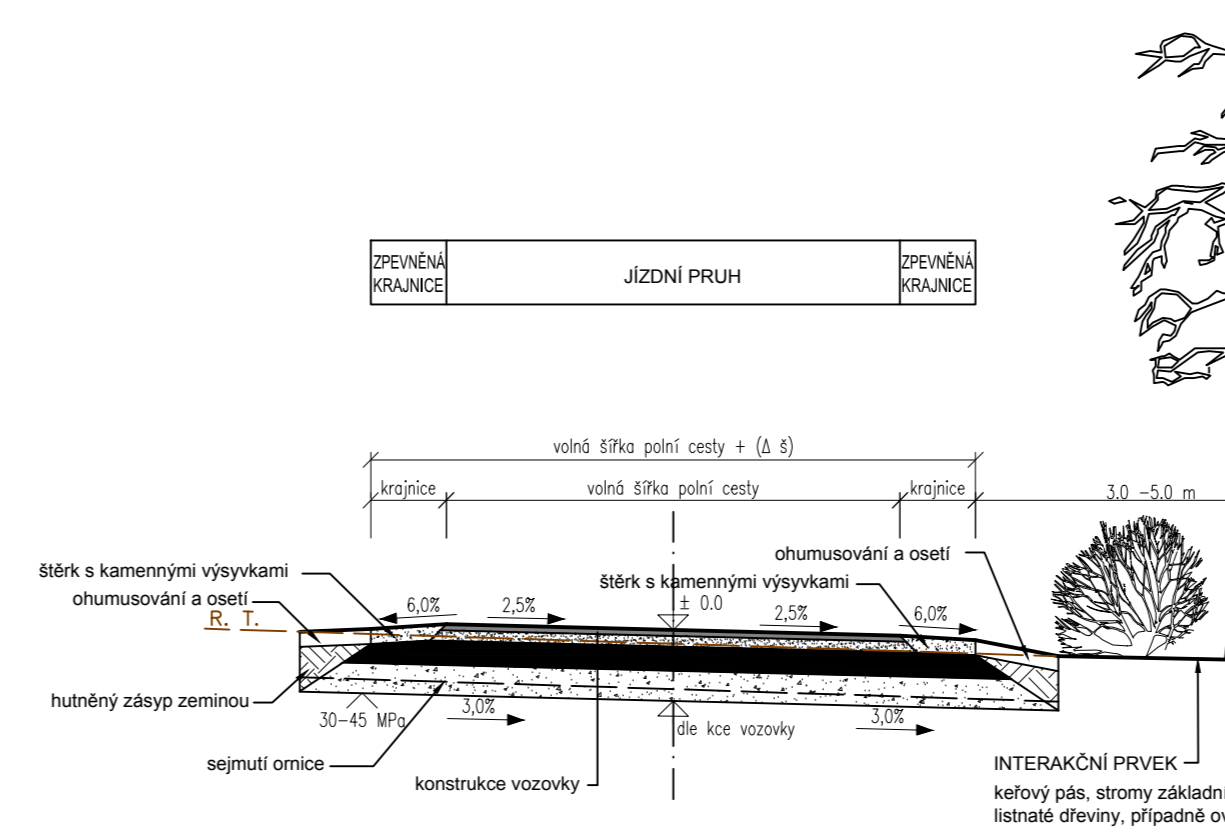 ZPEVNĚNÁ
KRAJNICE
JÍZDNÍ PRUH
ZPEVNĚNÁ
KRAJNICE
volná šířka polní cesty + (Δ š)
krajnice
volná šířka polní cesty
krajnice
3.0 –5.0 m
ohumusování a osetí
štěrk s kamennými výsyvkami
štěrk s kamennými výsyvkami
ohumusování a osetí
R. T.
6,0%
2,5%
± 0.0
2,5%
6,0%
hutněný zásyp zeminou
30–45 MPa
3,0%
dle kce vozovky
3,0%
sejmutí ornice
konstrukce vozovky
INTERAKČNÍ PRVEK
keřový pás, stromy základní
listnaté dřeviny, případně